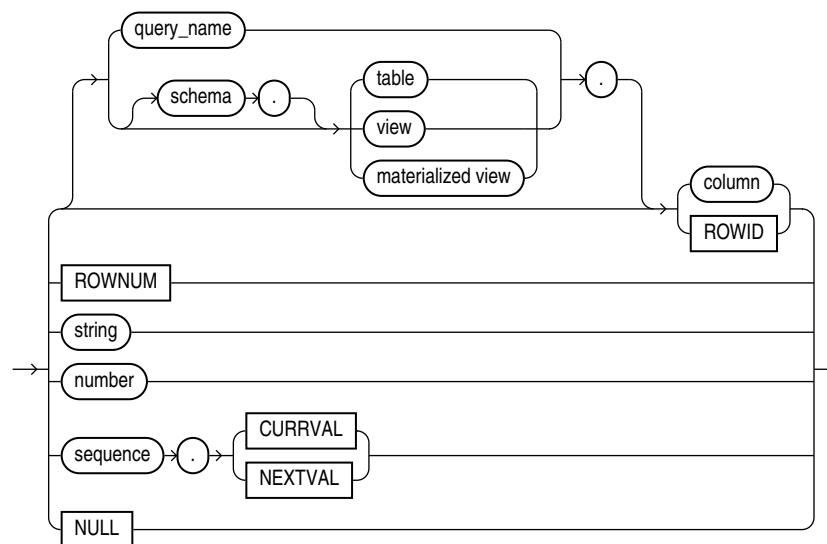 query_name
schema . table .
view
materialized view
column
ROWID
ROWNUM
string
number
sequence . CURRVAL
NEXTVAL
NULL